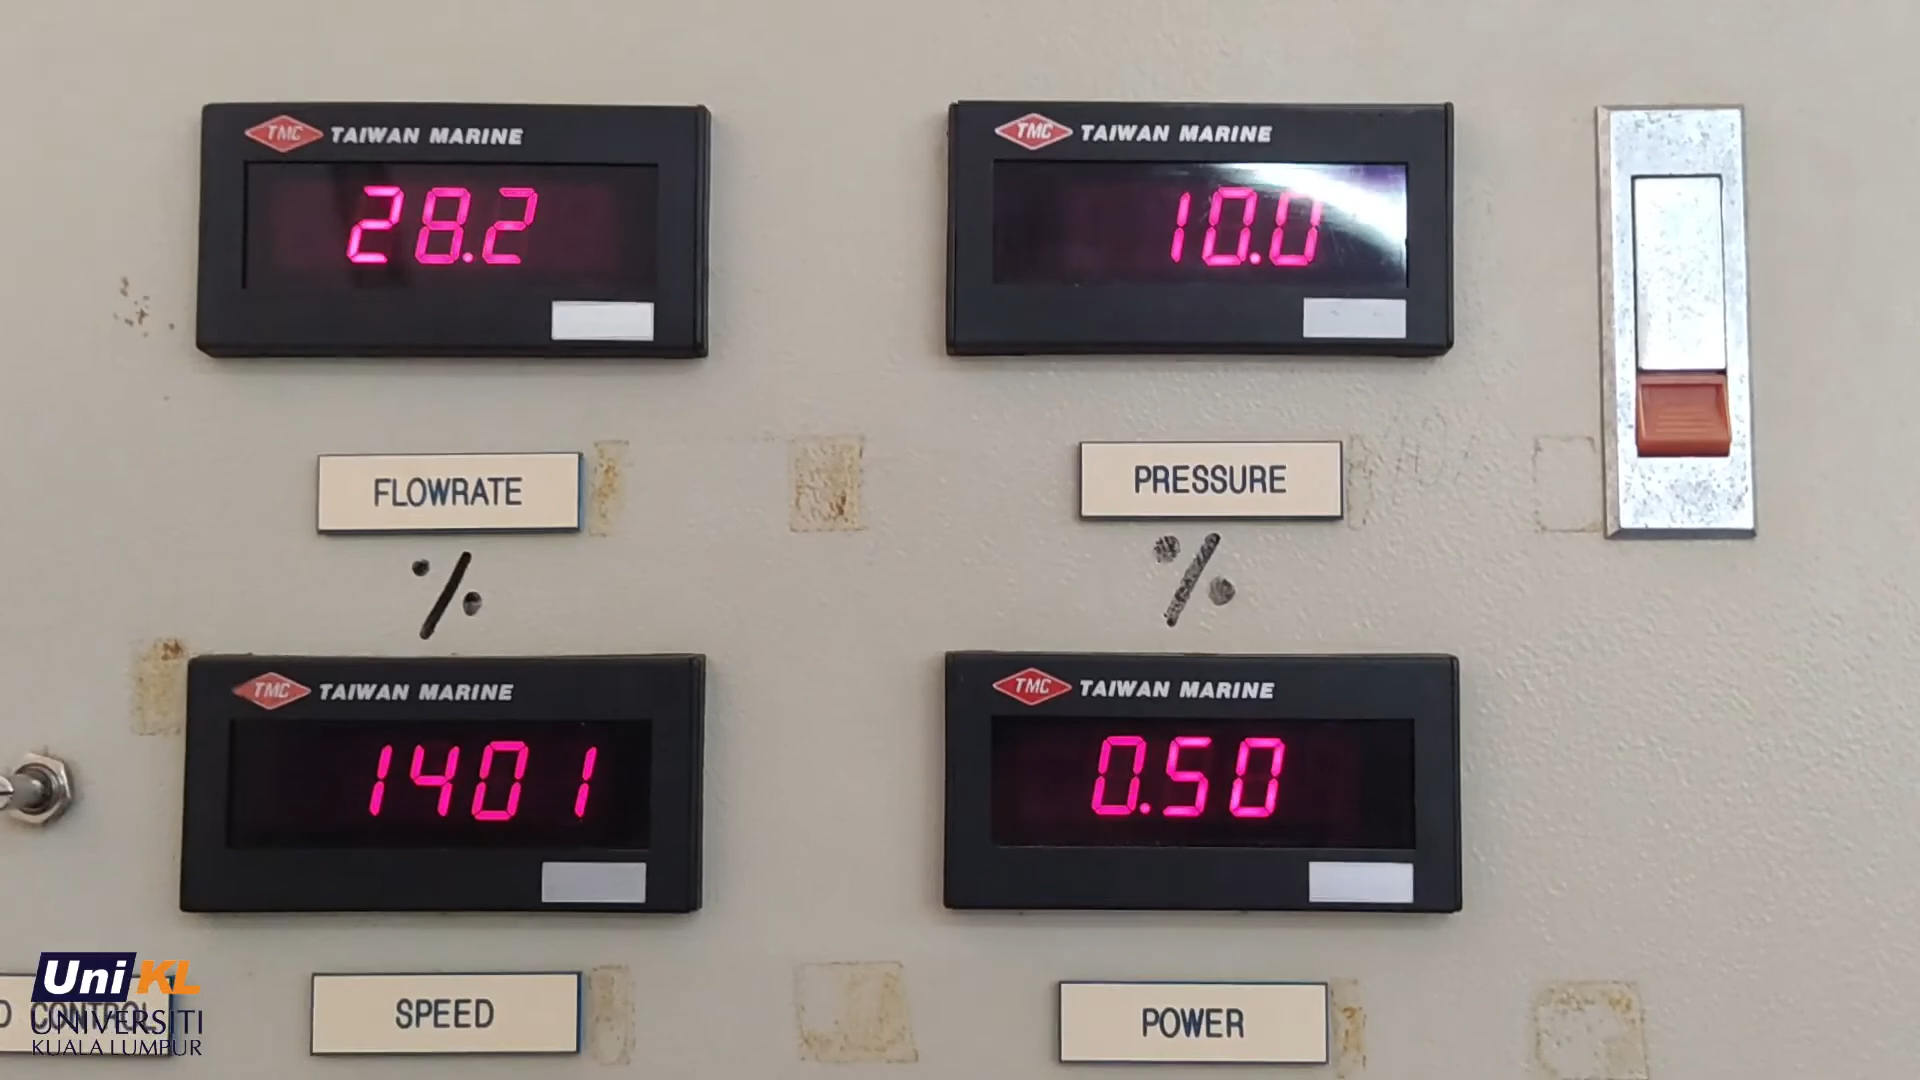 TMC TAIWAN MARINE
28.2
TMC TAIWAN MARINE
10.0
FLOWRATE
PRESSURE
%
%
TMC TAIWAN MARINE
1401
TMC TAIWAN MARINE
0.50
D CONTROL
SPEED
POWER
UniKL
UNIVERSITI
KUALA LUMPUR